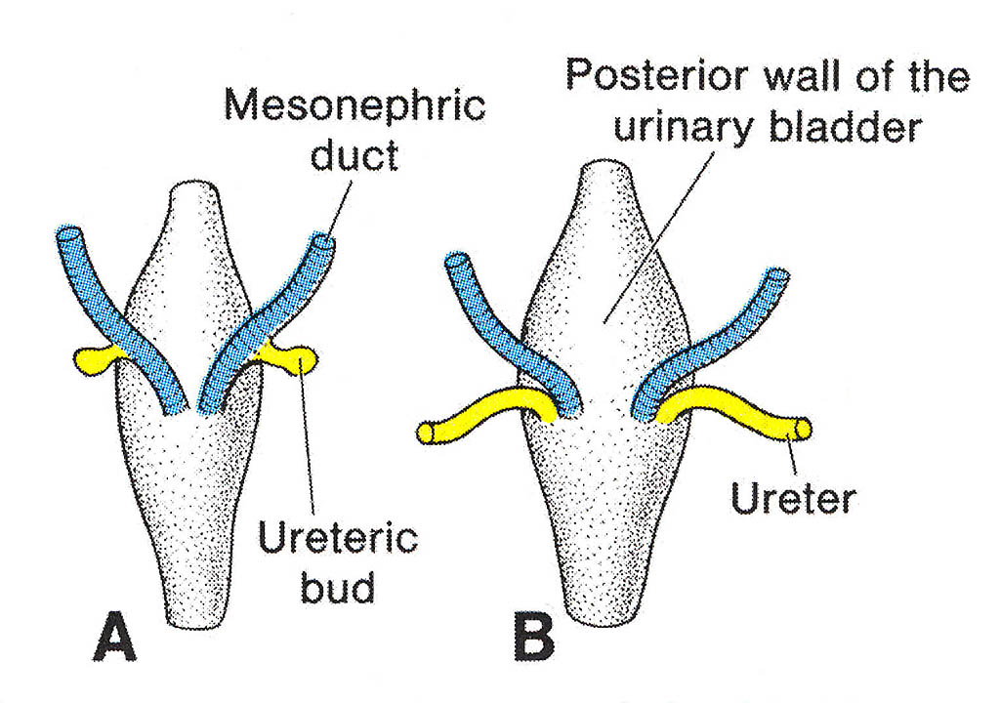 Mesonephric
duct
Posterior wall of the
urinary bladder
Ureteric
bud
Ureter
A
B